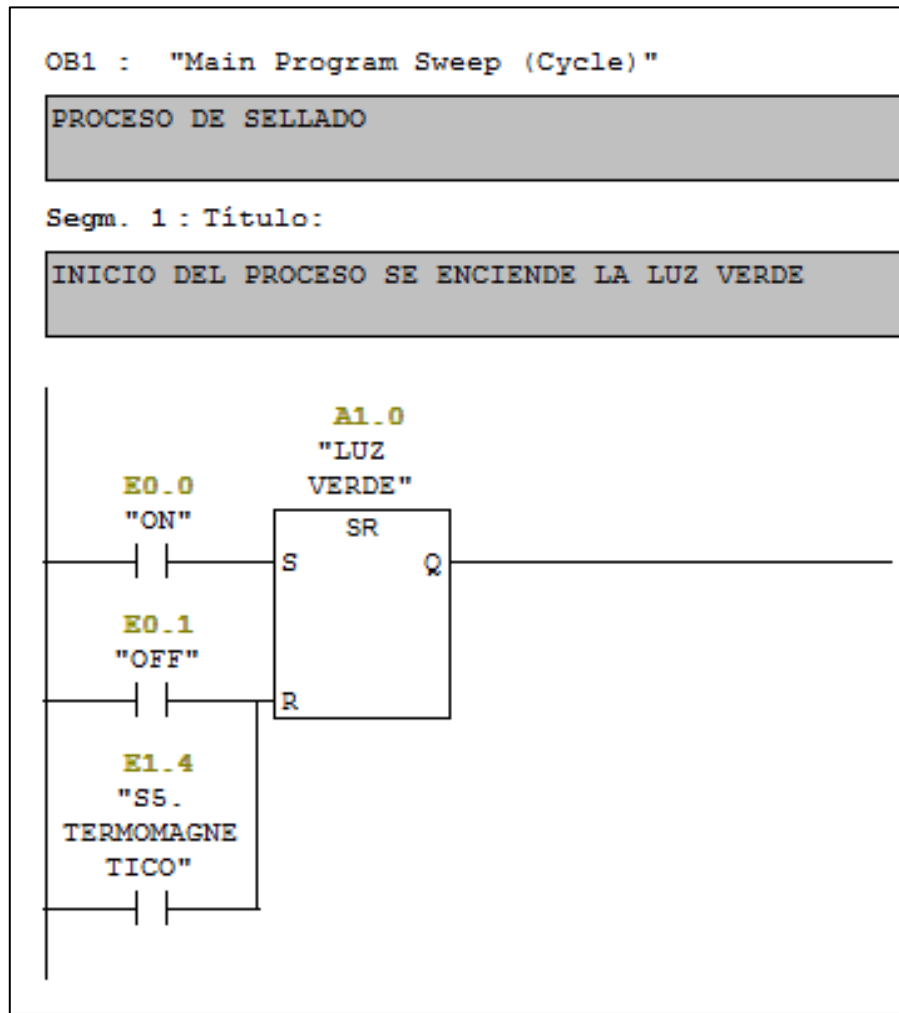 OB1 : "Main Program Sweep (Cycle)"
PROCESO DE SELLADO
Segm. 1 : Título:
INICIO DEL PROCESO SE ENCIENDE LA LUZ VERDE
A1.0
"LUZ
VERDE"
E0.0
"ON"
SR
S Q
E0.1
"OFF"
R
E1.4
"S5.
TERMOMAGNE
TICO"